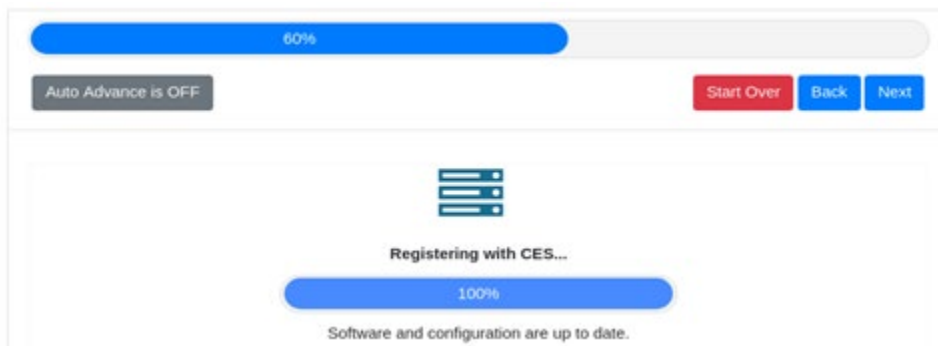 60%
Auto Advance is OFF Start Over Back Next
Registering with CES...
100%
Software and configuration are up to date.